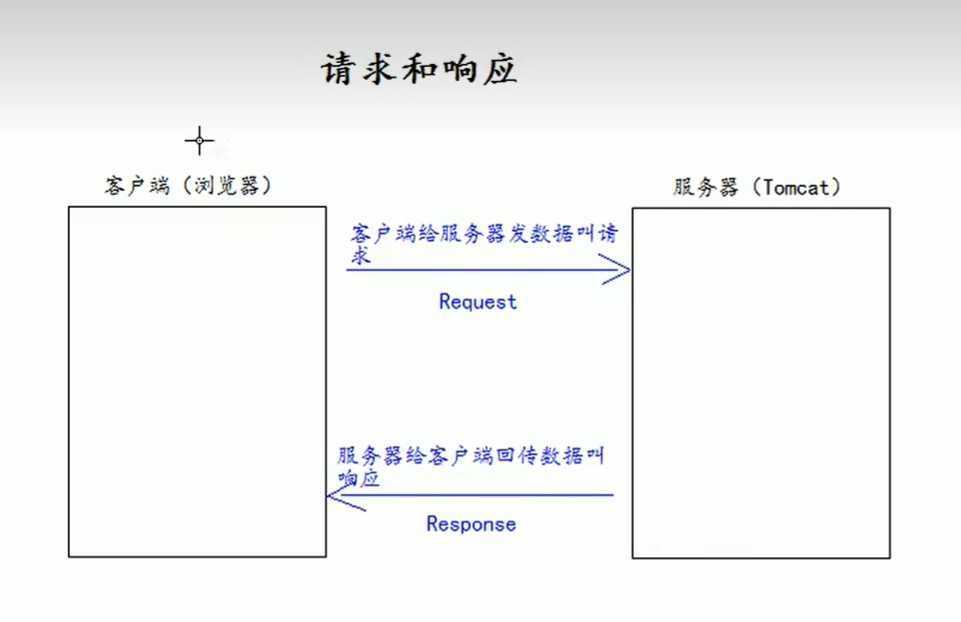 请求和响应
客户端（浏览器）
服务器（Tomcat）
客户端给服务器发数据叫请
求
Request
服务器给客户端回传数据叫
响应
Response